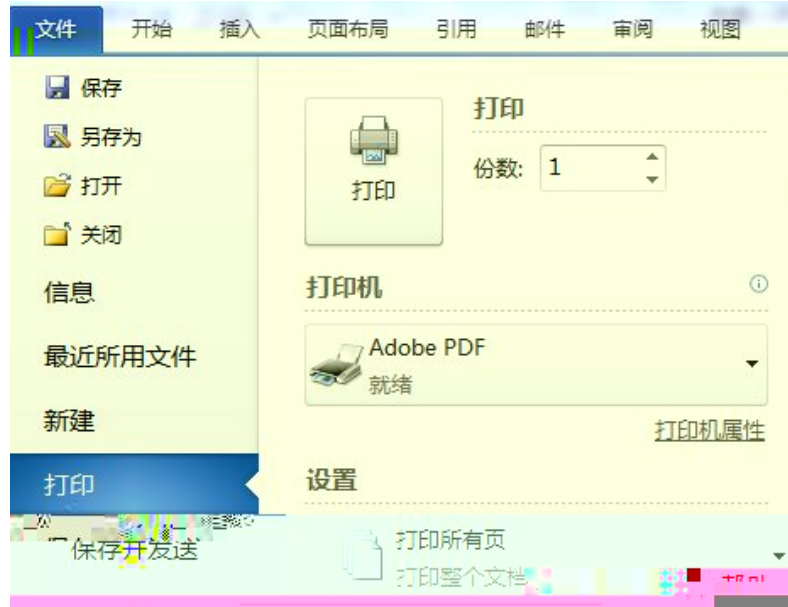 文件 开始 插入 页面布局 引用 邮件 审阅 视图
保存
另存为
打开
关闭
信息
最近所用文件
新建
打印
保存并发送
打印
打印
份数: 1
打印机
Adobe PDF
就绪
打印机属性
设置
打印所有页
打印整个文档